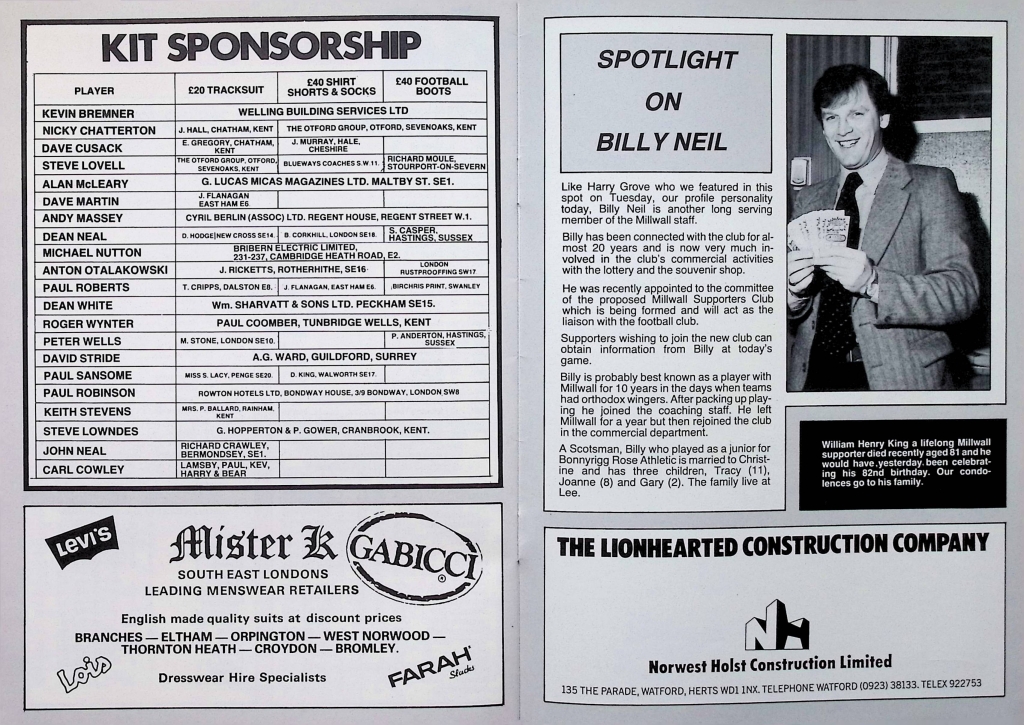 KIT SPONSORSHIP
PLAYER £20 TRACKSUIT £40 SHIRT SHORTS & SOCKS £40 FOOTBALL BOOTS
KEVIN BREMNER WELLING BUILDING SERVICES LTD
NICKY CHATTERTON J. HALL, CHATHAM, KENT THE OTFORD GROUP, OTFORD, SEVENOAKS, KENT
DAVE CUSACK E. GREGORY, CHATHAM, KENT J. MURRAY, HALE, CHESHIRE
STEVE LOVELL THE OTFORD GROUP, OTFORD, SEVENOAKS, KENT BLUEWAYS COACHES S.W.11. RICHARD MOULE, STOURPORT-ON-SEVERN
ALAN McLEARY G. LUCAS MICAS MAGAZINES LTD. MALTBY ST. SE1.
DAVE MARTIN J. FLANAGAN EAST HAM E6
ANDY MASSEY CYRIL BERLIN (ASSOC) LTD. REGENT HOUSE, REGENT STREET W.1.
DEAN NEAL D. HODGE NEW CROSS SE14. B. CORKHILL, LONDON SE18. S. CASPER, HASTINGS, SUSSEX
MICHAEL NUTTON BRIBERN ELECTRIC LIMITED, 231-237, CAMBRIDGE HEATH ROAD, E2.
ANTON OTALAKOWSKI J. RICKETTS, ROTHERHITHE, SE16 LONDON RUSTPROOFFING SW17
PAUL ROBERTS T. CRIPPS, DALSTON E8. J. FLANAGAN, EAST HAM E6. BIRCHRIS PRINT, SWANLEY
DEAN WHITE Wm. SHARVATT & SONS LTD. PECKHAM SE15.
ROGER WYNTER PAUL COOMBER, TUNBRIDGE WELLS, KENT
PETER WELLS M. STONE, LONDON SE10. P. ANDERTON, HASTINGS, SUSSEX
DAVID STRIDE A.G. WARD, GUILDFORD, SURREY
PAUL SANSOME MISS S. LACY, PENGE SE20. D. KING, WALWORTH SE17.
PAUL ROBINSON ROWTON HOTELS LTD, BONDWAY HOUSE, 3/9 BONDWAY, LONDON SW8
KEITH STEVENS MRS. P. BALLARD, RAINHAM, KENT
STEVE LOWNDES G. HOPPERTON & P. GOWER, CRANBROOK, KENT.
JOHN NEAL RICHARD CRAWLEY, BERMONDSEY, SE1.
CARL COWLEY LAMSBY, PAUL, KEV, HARRY & BEAR
Levi's
Mister K
GABICCI
®
SOUTH EAST LONDONS
LEADING MENSWEAR RETAILERS
English made quality suits at discount prices
BRANCHES — ELTHAM — ORPINGTON — WEST NORWOOD —
THORNTON HEATH — CROYDON — BROMLEY.
Lois
Dresswear Hire Specialists
FARAH
Slacks
SPOTLIGHT
ON
BILLY NEIL
Like Harry Grove who we featured in this
spot on Tuesday, our profile personality
today, Billy Neil is another long serving
member of the Millwall staff.
Billy has been connected with the club for al-
most 20 years and is now very much in-
volved in the club's commercial activities
with the lottery and the souvenir shop.
He was recently appointed to the committee
of the proposed Millwall Supporters Club
which is being formed and will act as the
liaison with the football club.
Supporters wishing to join the new club can
obtain information from Billy at today's
game.
Billy is probably best known as a player with
Millwall for 10 years in the days when teams
had orthodox wingers. After packing up play-
ing he joined the coaching staff. He left
Millwall for a year but then rejoined the club
in the commercial department.
A Scotsman, Billy who played as a junior for
Bonnyrigg Rose Athletic is married to Christ-
ine and has three children, Tracy (11),
Joanne (8) and Gary (2). The family live at
Lee.
William Henry King a lifelong Millwall
supporter died recently aged 81 and he
would have yesterday been celebrat-
ing his 82nd birthday. Our condo-
lences go to his family.
THE LIONHEARTED CONSTRUCTION COMPANY
NH
Norwest Holst Construction Limited
135 THE PARADE, WATFORD, HERTS WD1 1NX. TELEPHONE WATFORD (0923) 38133. TELEX 922753